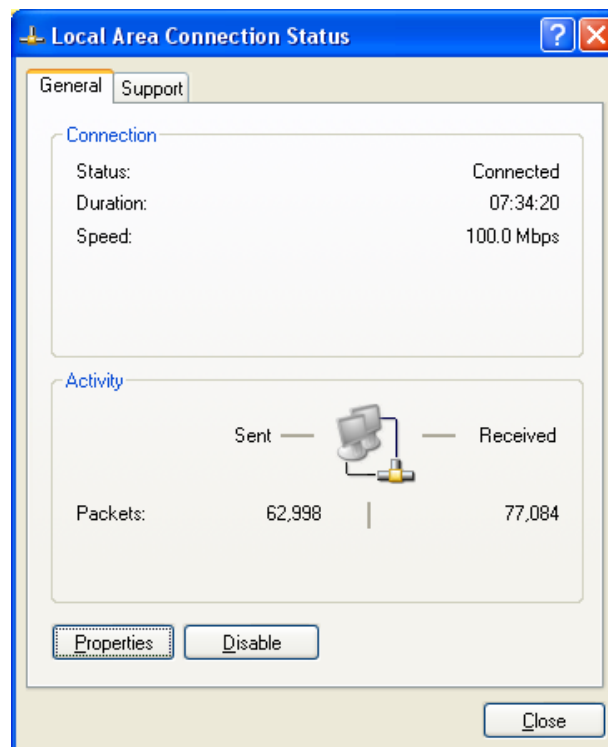 Local Area Connection Status
General Support
Connection
Status: Connected
Duration: 07:34:20
Speed: 100.0 Mbps
Activity
Sent Received
Packets: 62,998 77,084
Properties Disable
Close